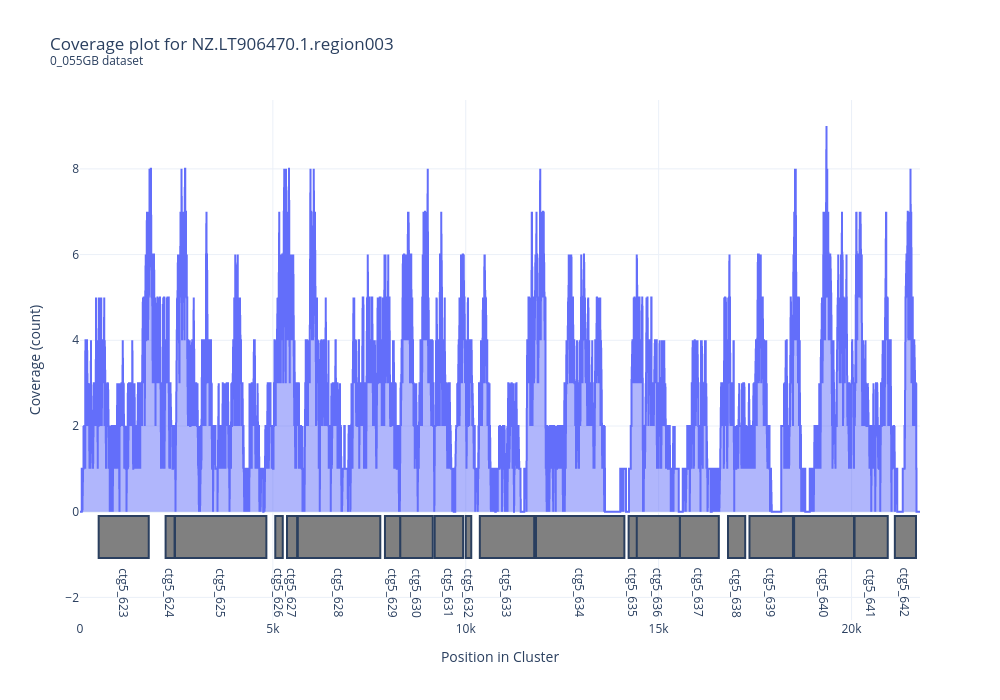 Coverage plot for NZ.LT906470.1.region003
0_055GB dataset
8
6
4
2
0
−2
Coverage (count)
ctg5_623
ctg5_624
ctg5_625
ctg5_626
ctg5_627
ctg5_628
ctg5_629
ctg5_630
ctg5_631
ctg5_632
ctg5_633
ctg5_634
ctg5_635
ctg5_636
ctg5_637
ctg5_638
ctg5_639
ctg5_640
ctg5_641
ctg5_642
0 5k 10k 15k 20k
Position in Cluster